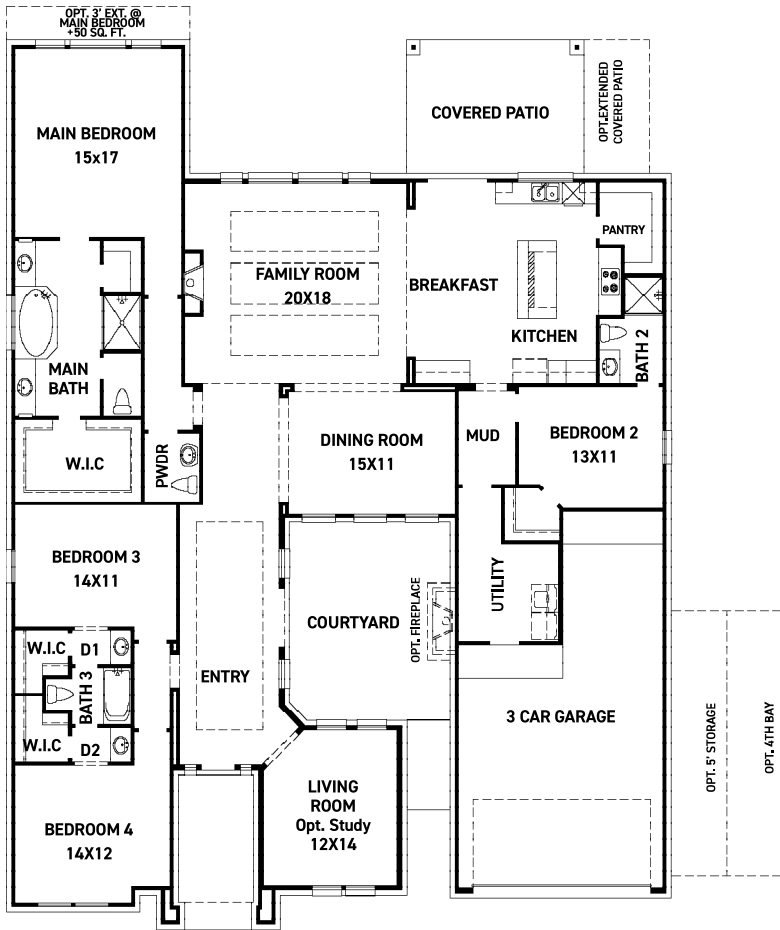 OPT. 3' EXT. @
MAIN BEDROOM
+50 SQ. FT.
MAIN BEDROOM
15x17
COVERED PATIO
OPT.EXTENDED
COVERED PATIO
PANTRY
FAMILY ROOM
20X18
BREAKFAST
KITCHEN
BATH 2
MAIN
BATH
W.I.C
PWDR
DINING ROOM
15X11
MUD
BEDROOM 2
13X11
BEDROOM 3
14X11
UTILITY
OPT. FIREPLACE
COURTYARD
W.I.C
D1
BATH 3
ENTRY
W.I.C
D2
3 CAR GARAGE
OPT. 5' STORAGE
OPT. 4TH BAY
LIVING
ROOM
Opt. Study
12X14
BEDROOM 4
14X12